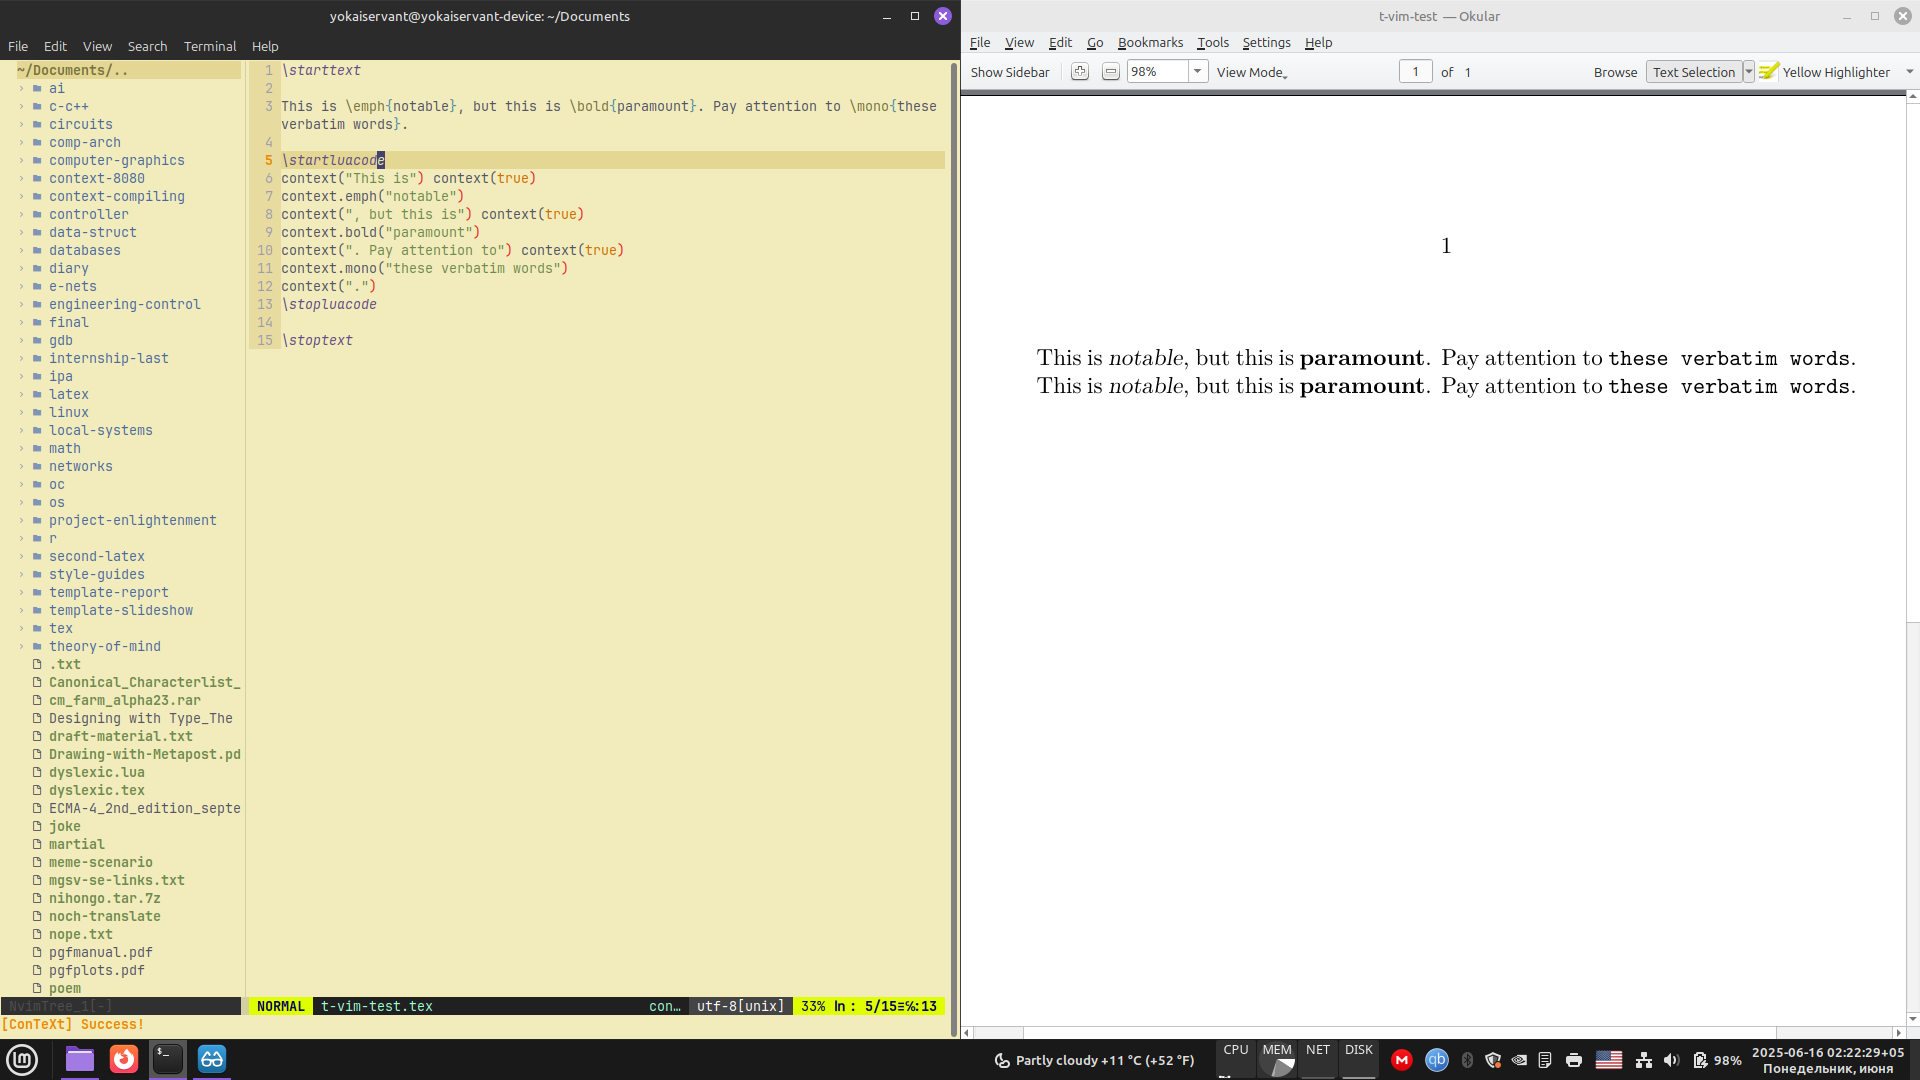 yokaiservant@yokaiservant-device: ~/Documents
File Edit View Search Terminal Help
~/Documents/..
ai
c-c++
circuits
comp-arch
computer-graphics
context-8080
context-compiling
controller
data-struct
databases
diary
e-nets
engineering-control
final
gdb
internship-last
ipa
latex
linux
local-systems
math
networks
oc
os
project-enlightenment
r
second-latex
style-guides
template-report
template-slideshow
tex
theory-of-mind
.txt
Canonical_Characterlist_
cm_farm_alpha23.rar
Designing with Type_The
draft-material.txt
Drawing-with-Metapost.pd
dyslexic.lua
dyslexic.tex
ECMA-4_2nd_edition_septe
joke
martial
meme-scenario
mgsv-se-links.txt
nihongo.tar.7z
noch-translate
nope.txt
pgfmanual.pdf
pgfplots.pdf
poem
NvimTree_1[-]
1 \starttext
2
3 This is \emph{notable}, but this is \bold{paramount}. Pay attention to \mono{these
verbatim words}.
4
5 \startluacode
6 context("This is") context(true)
7 context.emph("notable")
8 context(", but this is") context(true)
9 context.bold("paramount")
10 context(". Pay attention to") context(true)
11 context.mono("these verbatim words")
12 context(".")
13 \stopluacode
14
15 \stoptext
NORMAL t-vim-test.tex con… utf-8[unix] 33% ln : 5/15≡℅:13
[ConTeXt] Success!
t-vim-test — Okular
File View Edit Go Bookmarks Tools Settings Help
Show Sidebar 98% View Mode 1 of 1 Browse Text Selection Yellow Highlighter
1
This is notable, but this is paramount. Pay attention to these verbatim words.
This is notable, but this is paramount. Pay attention to these verbatim words.
Partly cloudy +11 °C (+52 °F) CPU MEM NET DISK 98%
2025-06-16 02:22:29+05
Понедельник, июня